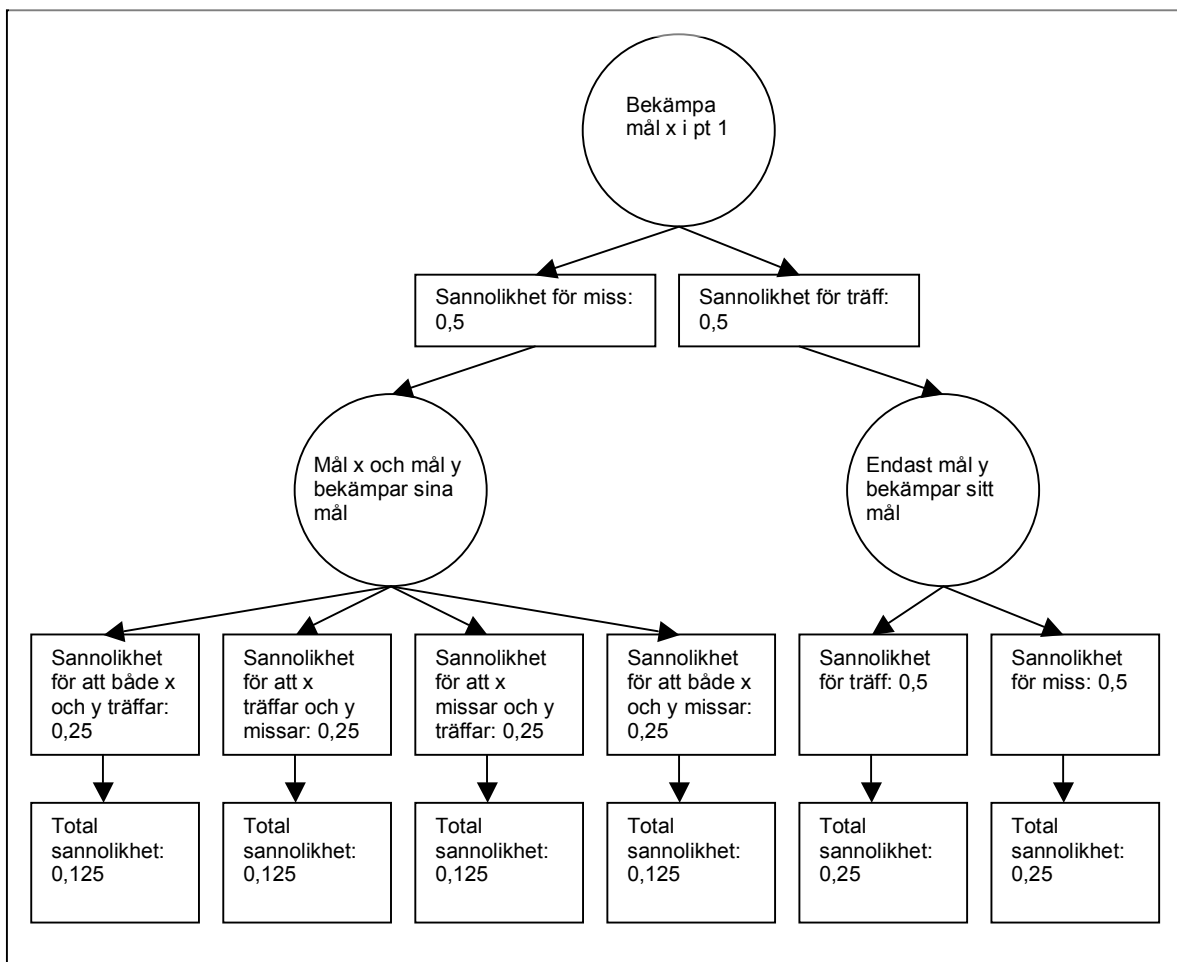 Bekämpa
mål x i pt 1
Sannolikhet för miss:
0,5
Sannolikhet för träff:
0,5
Mål x och mål y
bekämpar sina
mål
Endast mål y
bekämpar sitt
mål
Sannolikhet
för att både x
och y träffar:
0,25
Sannolikhet
för att x
träffar och y
missar: 0,25
Sannolikhet
för att x
missar och y
träffar: 0,25
Sannolikhet
för att både x
och y missar:
0,25
Sannolikhet
för träff: 0,5
Sannolikhet
för miss: 0,5
Total
sannolikhet:
0,125
Total
sannolikhet:
0,125
Total
sannolikhet:
0,125
Total
sannolikhet:
0,125
Total
sannolikhet:
0,25
Total
sannolikhet:
0,25